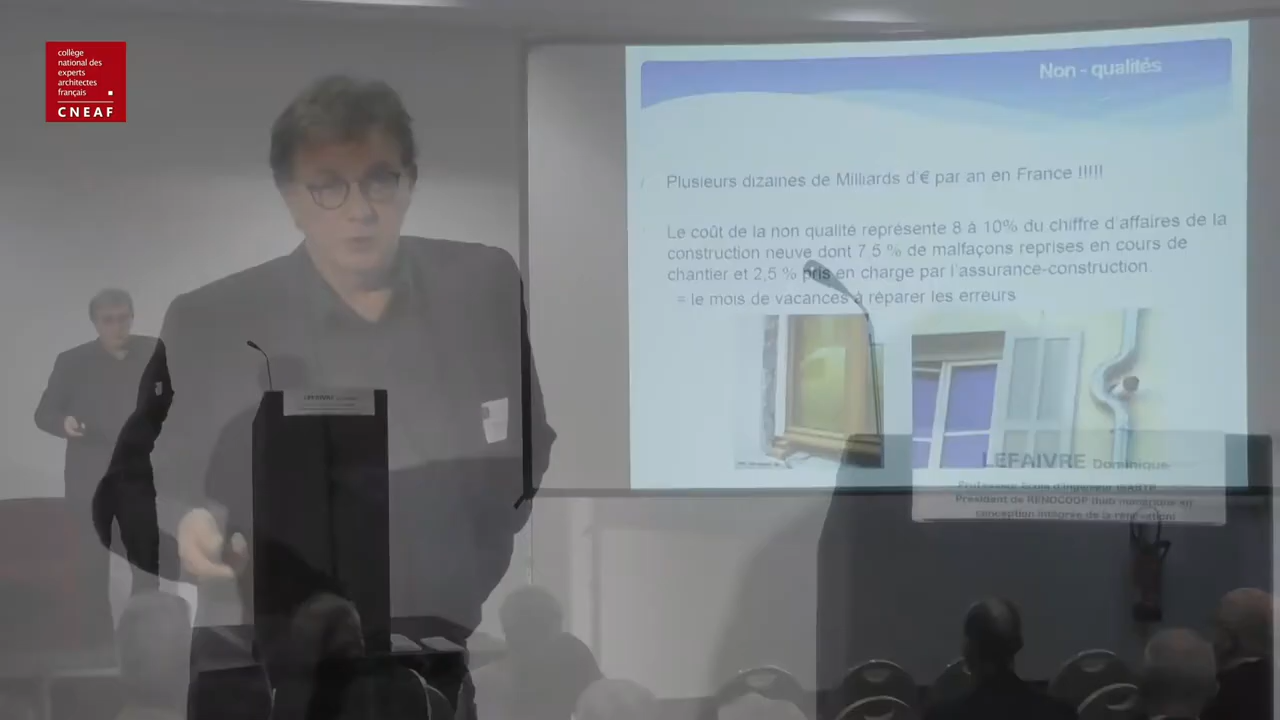 collège
national des
experts
architectes
français
CNEAF
Non - qualités
Plusieurs dizaines de Milliards d'€ par an en France !!!!!
Le coût de la non qualité représente 8 à 10% du chiffre d'affaires de la
construction neuve dont 7,5 % de malfaçons reprises en cours de
chantier et 2,5 % pris en charge par l'assurance-construction.
= le mois de vacances à réparer les erreurs
LEFAIVRE Dominique
Professeur Ecole d'ingénieur
Président de RENOCOOP (hub numérique
conception intégrée de la rénovation)